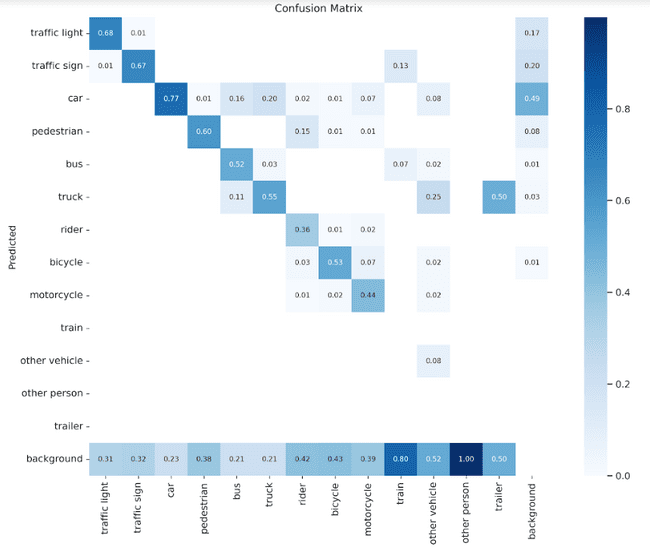 Confusion Matrix
traffic light 0.68 0.01 0.17
traffic sign 0.01 0.67 0.13 0.20
car 0.77 0.01 0.16 0.20 0.02 0.01 0.07 0.08 0.49
pedestrian 0.60 0.15 0.01 0.01 0.08
bus 0.52 0.03 0.07 0.02 0.01
truck 0.11 0.55 0.25 0.50 0.03
rider 0.36 0.01 0.02
bicycle 0.03 0.53 0.07 0.02 0.01
motorcycle 0.01 0.02 0.44 0.02
train
other vehicle 0.08
other person
trailer
background 0.31 0.32 0.23 0.38 0.21 0.21 0.42 0.43 0.39 0.80 0.52 1.00 0.50
Predicted
traffic light
traffic sign
car
pedestrian
bus
truck
rider
bicycle
motorcycle
train
other vehicle
other person
trailer
background
0.8
0.6
0.4
0.2
0.0